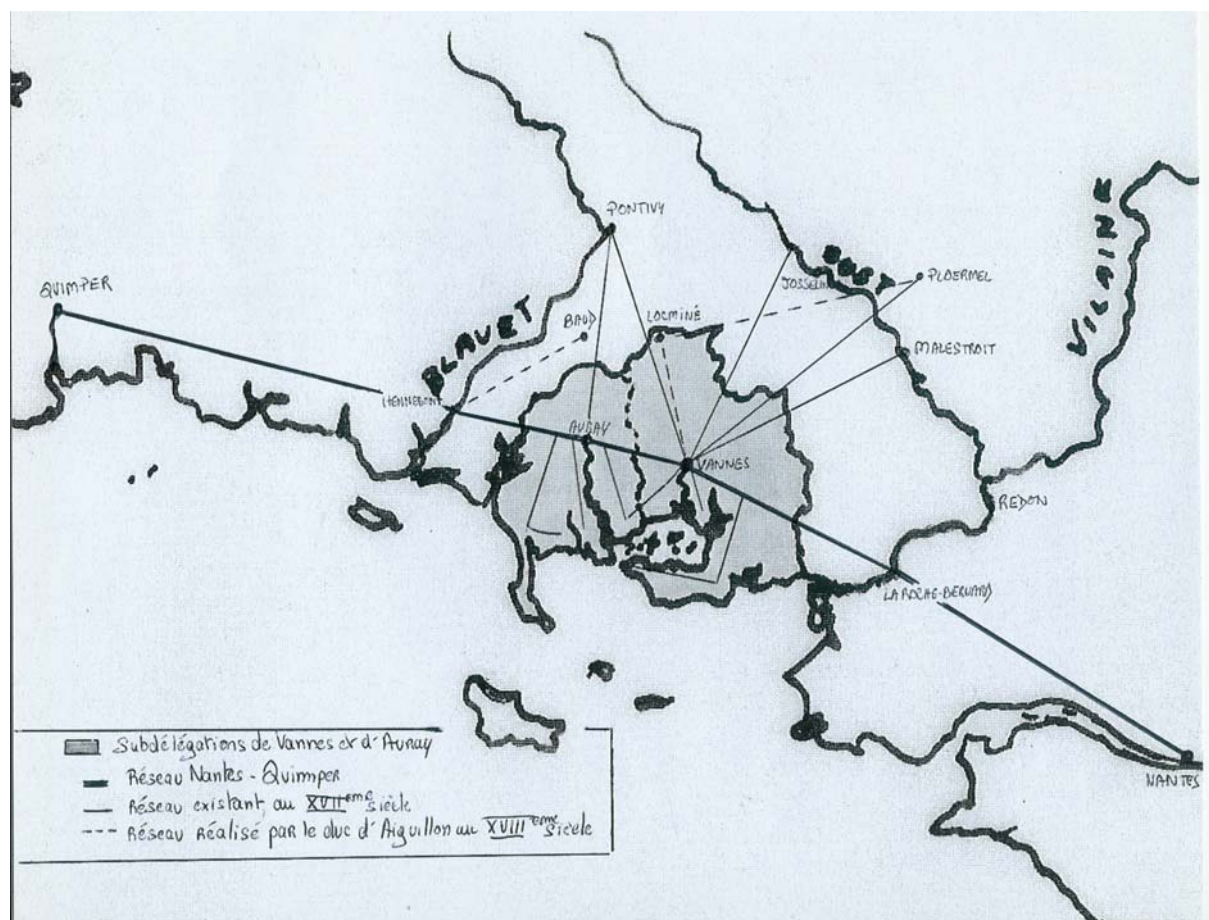 PONTIVY
QUIMPER
OUST
JOSSELIN
PLOERMEL
VILAINE
BLAVET
BAUD
LOCMINÉ
MALESTROIT
HENNEBONT
AURAY
VANNES
REDON
LA ROCHE-BERNARD
NANTES
Subdélégations de Vannes et d'Auray
Réseau Nantes - Quimper
Réseau existant au XVIIème siècle
Réseau Réalisé par le duc d'Aiguillon au XVIIIème siècle